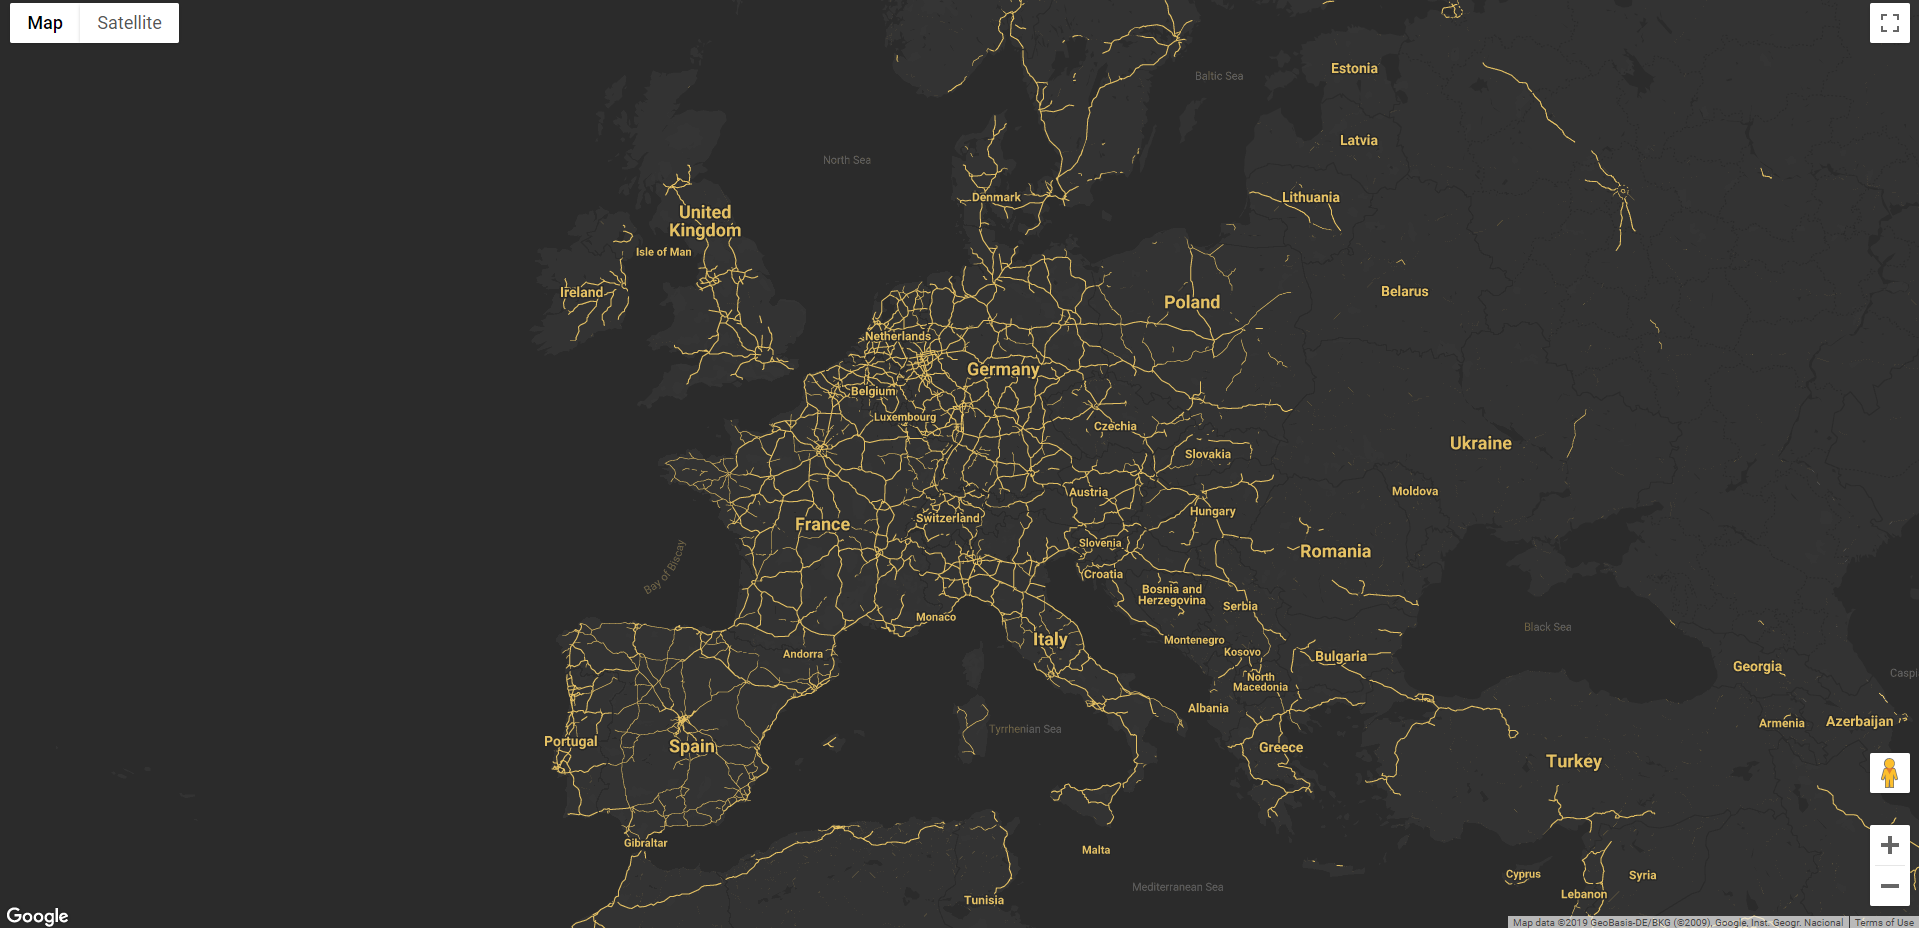 Map
Satellite
Estonia
Baltic Sea
Latvia
North Sea
Denmark
Lithuania
United
Kingdom
Isle of Man
Ireland
Belarus
Poland
Netherlands
Germany
Belgium
Luxembourg
Czechia
Ukraine
Slovakia
Austria
Moldova
Hungary
Switzerland
France
Slovenia
Romania
Bay of Biscay
Croatia
Bosnia and
Herzegovina
Serbia
Monaco
Black Sea
Italy
Montenegro
Kosovo
Andorra
Bulgaria
Georgia
Caspi
North
Macedonia
Albania
Armenia
Azerbaijan
Tyrrhenian Sea
Portugal
Spain
Greece
Turkey
Gibraltar
Malta
Cyprus
Syria
Mediterranean Sea
Lebanon
Tunisia
Google
Map data ©2019 GeoBasis-DE/BKG (©2009), Google, Inst. Geogr. Nacional
Terms of Use